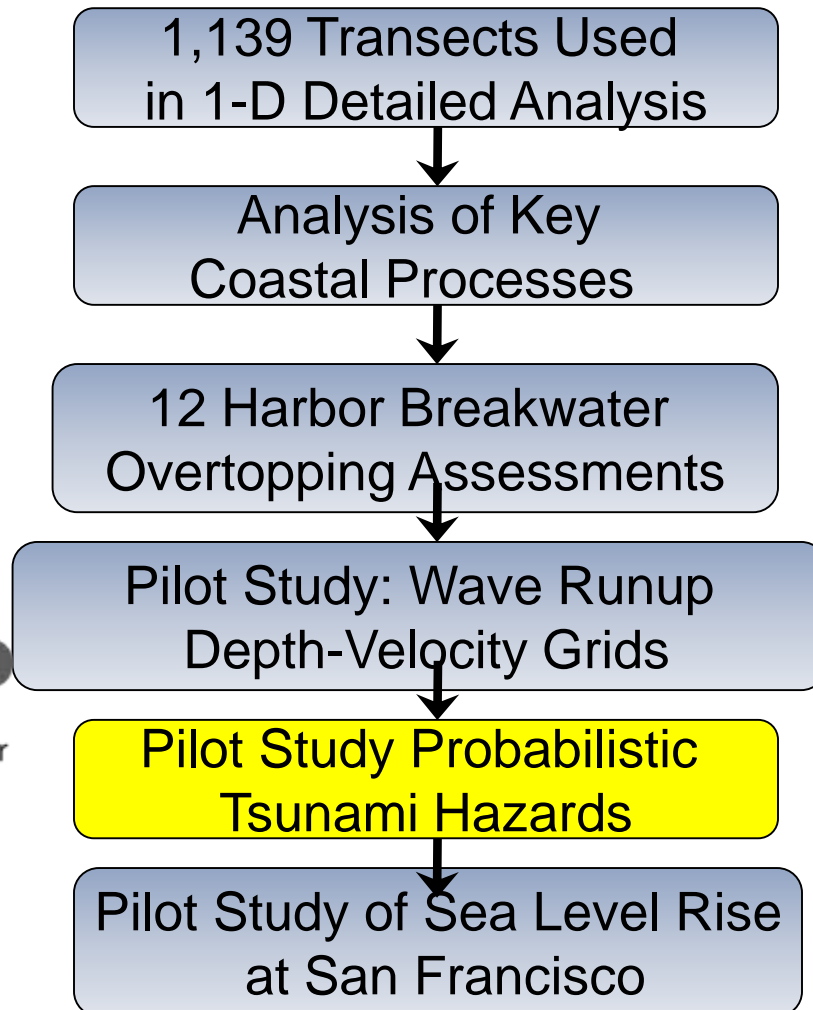 1,139 Transects Used
in 1-D Detailed Analysis
Analysis of Key
Coastal Processes
12 Harbor Breakwater
Overtopping Assessments
Pilot Study: Wave Runup
Depth-Velocity Grids
Pilot Study Probabilistic
Tsunami Hazards
Pilot Study of Sea Level Rise
at San Francisco